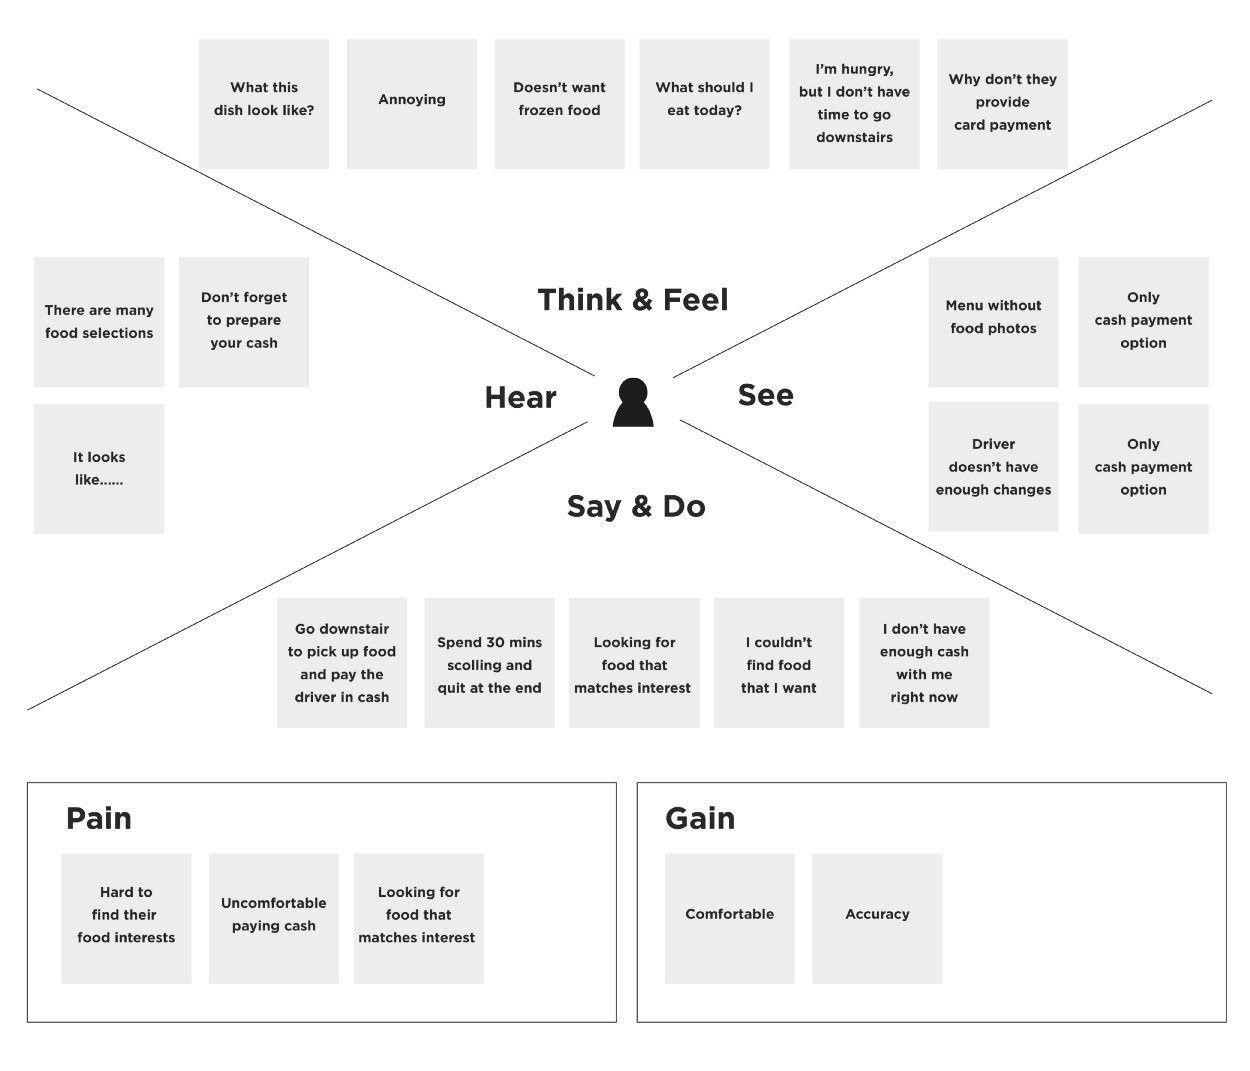 What this
dish look like?
Annoying
Doesn't want
frozen food
What should I
eat today?
I'm hungry,
but I don't have
time to go
downstairs
Why don't they
provide
card payment
Think & Feel
There are many
food selections
Don't forget
to prepare
your cash
It looks
like......
Hear
See
Menu without
food photos
Only
cash payment
option
Driver
doesn't have
enough changes
Only
cash payment
option
Say & Do
Go downstair
to pick up food
and pay the
driver in cash
Spend 30 mins
scolling and
quit at the end
Looking for
food that
matches interest
I couldn't
find food
that I want
I don't have
enough cash
with me
right now
Pain
Hard to
find their
food interests
Uncomfortable
paying cash
Looking for
food that
matches interest
Gain
Comfortable
Accuracy